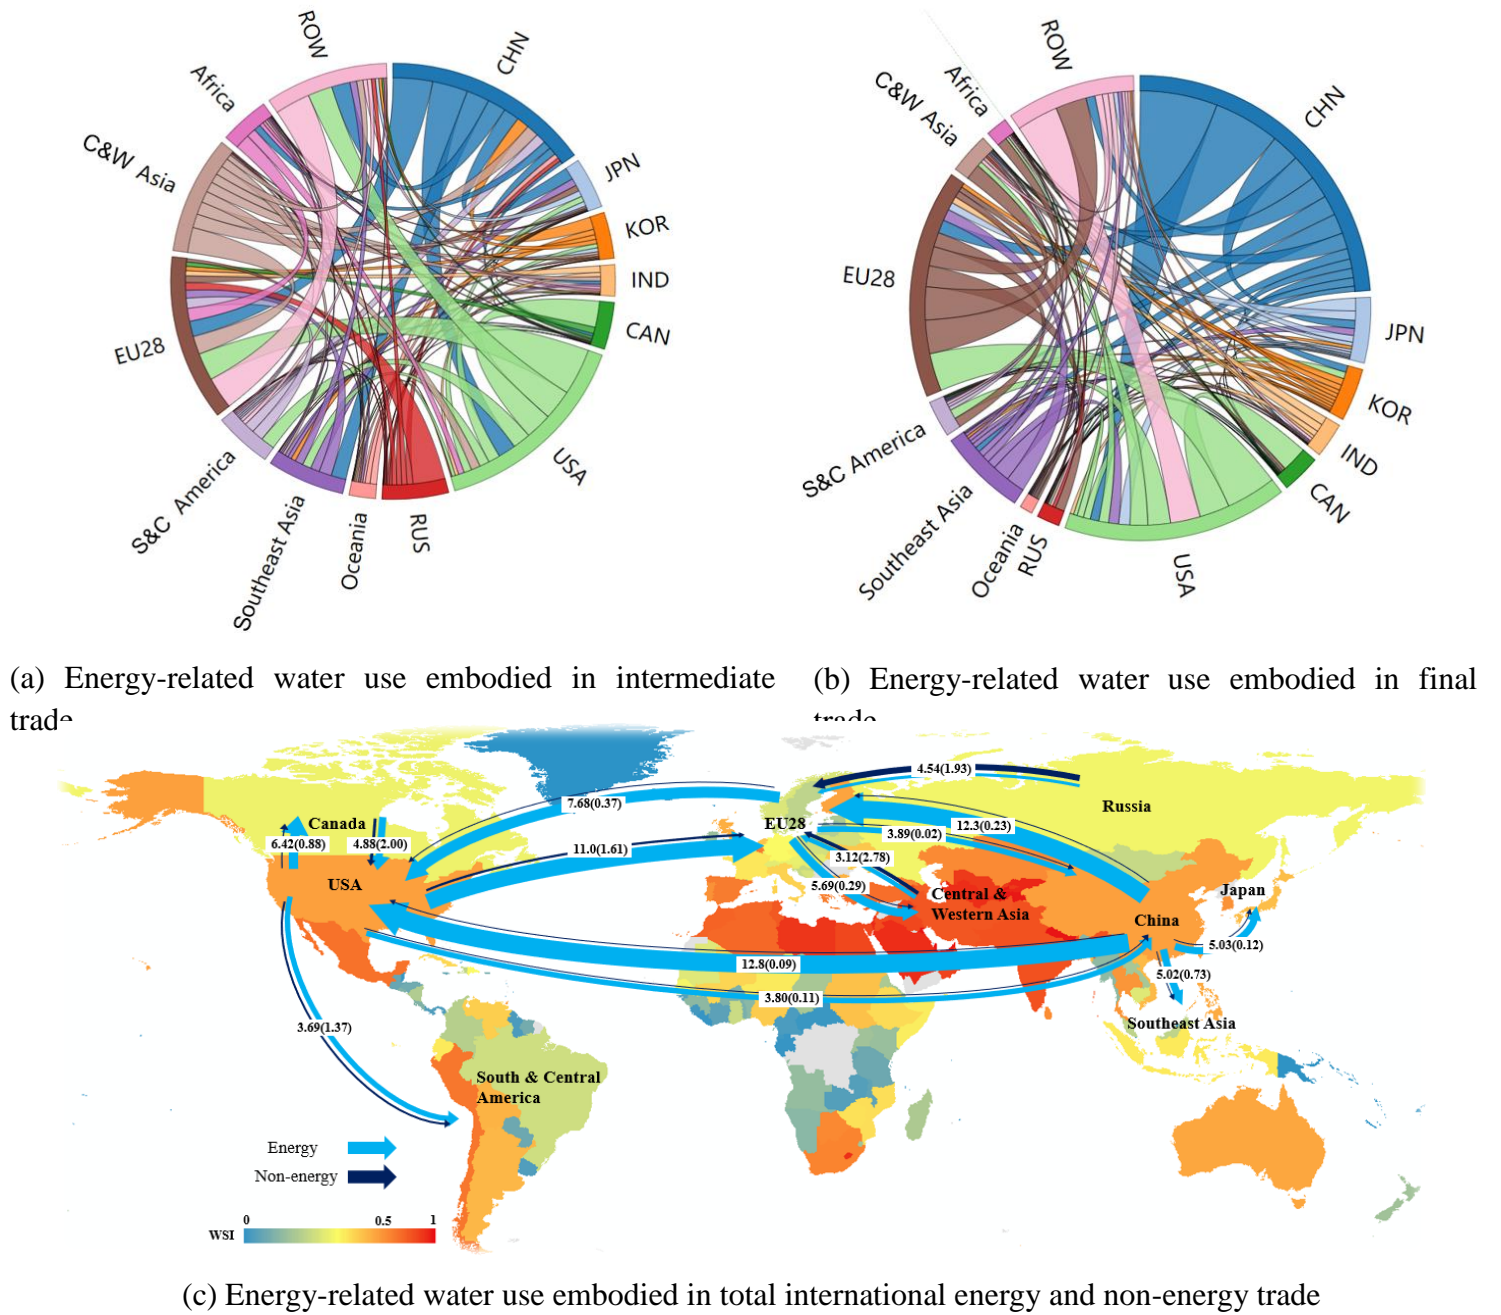 ROW
CHN
Africa
JPN
C&W Asia
KOR
IND
CAN
EU28
USA
S&C America
Southeast Asia
Oceania
RUS
ROW
Africa
CHN
C&W Asia
EU28
JPN
KOR
S&C America
IND
CAN
Southeast Asia
Oceania
RUS
USA
(a) Energy-related water use embodied in intermediate
trade
(b) Energy-related water use embodied in final
trade
4.54(1.93)
7.68(0.37)
Russia
Canada
EU28
12.3(0.23)
3.89(0.02)
6.42(0.88)
4.88(2.00)
11.0(1.61)
3.12(2.78)
USA
5.69(0.29)
Central &
Western Asia
Japan
China
5.03(0.12)
12.8(0.09)
5.02(0.73)
3.80(0.11)
Southeast Asia
3.69(1.37)
South & Central
America
Energy
Non-energy
0 0.5 1
WSI
(c) Energy-related water use embodied in total international energy and non-energy trade